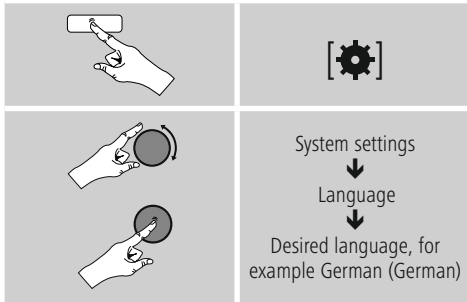 [ ]
System settings
Language
Desired language, for
example German (German)